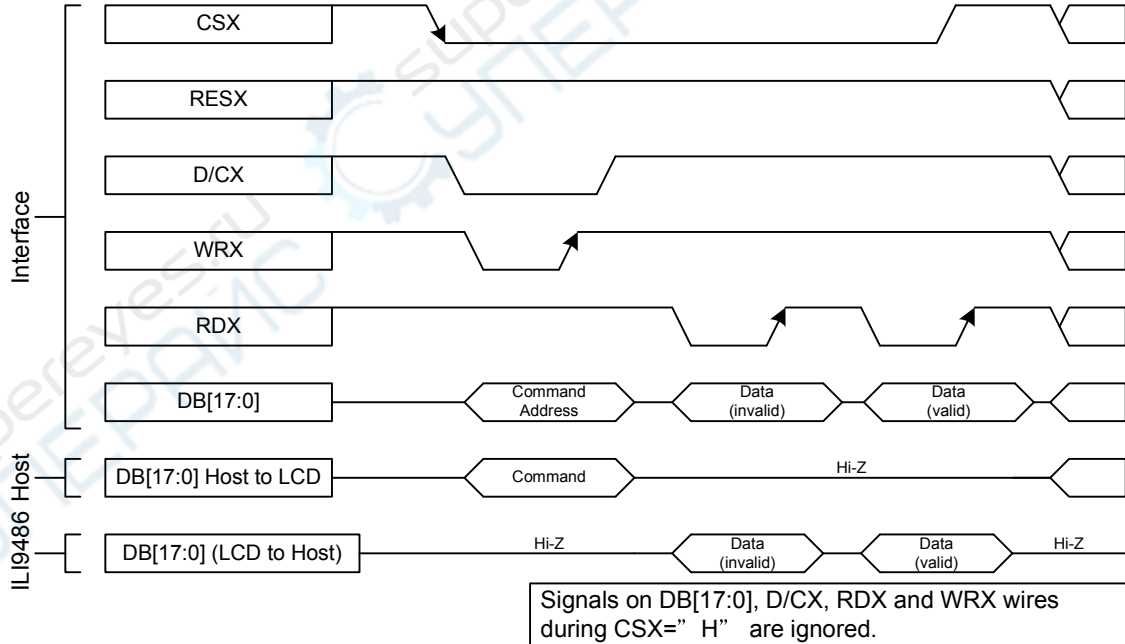 CSX
RESX
D/CX
WRX
RDX
DB[17:0]
Command
Address
Data
(invalid)
Data
(valid)
Interface
DB[17:0] Host to LCD
Command
Hi-Z
Host
DB[17:0] (LCD to Host)
Hi-Z
Data
(invalid)
Data
(valid)
Hi-Z
ILI9486
Signals on DB[17:0], D/CX, RDX and WRX wires
during CSX=” H” are ignored.